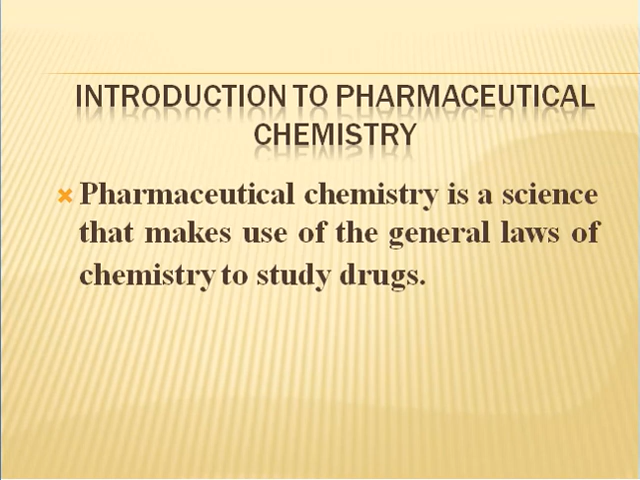 INTRODUCTION TO PHARMACEUTICAL
CHEMISTRY
Pharmaceutical chemistry is a science
that makes use of the general laws of
chemistry to study drugs.